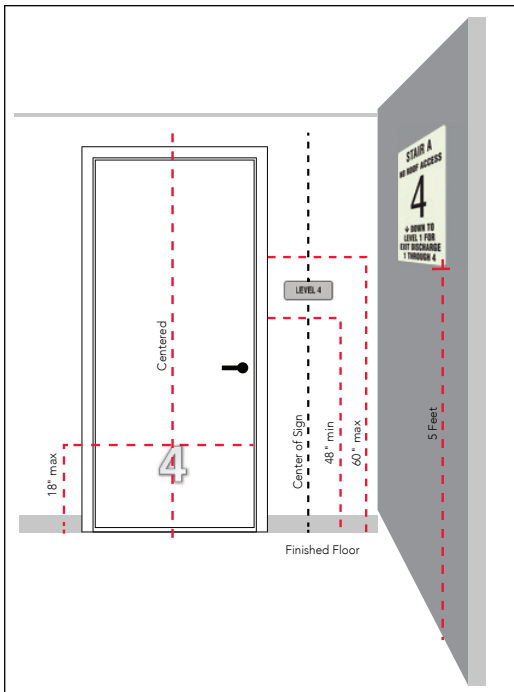 STAIR A
NO ROOF ACCESS
4
↓ DOWN TO
LEVEL 1 FOR
EXIT DISCHARGE
1 THROUGH 4
LEVEL 4
Centered
5 Feet
18" max
4
Center of Sign
48" min
60" max
Finished Floor